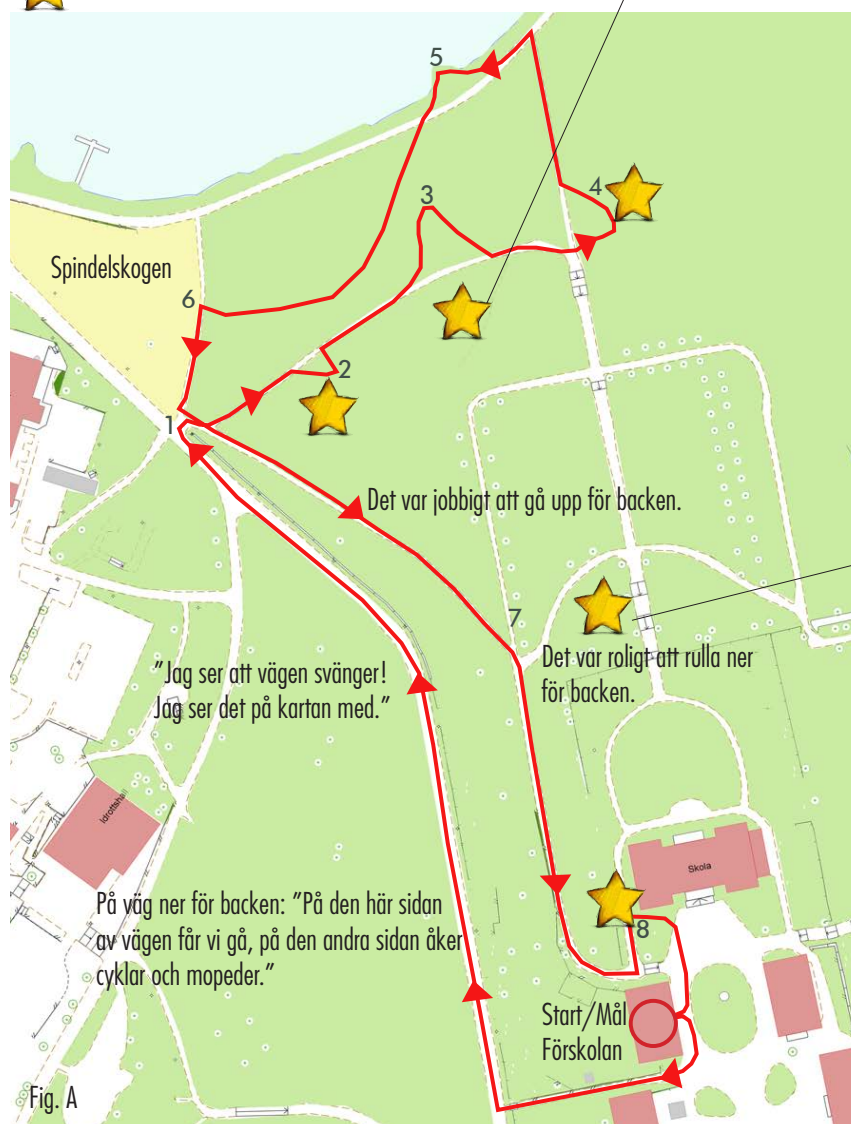 5
3
4
Spindelskogen
6
2
1
Det var jobbigt att gå upp för backen.
7
Det var roligt att rulla ner
för backen.
"Jag ser att vägen svänger!
Jag ser det på kartan med."
Idrottshall
Skola
På väg ner för backen: "På den här sidan
av vägen får vi gå, på den andra sidan åker
cyklar och mopeder."
8
Start/Mål
Förskolan
Fig. A